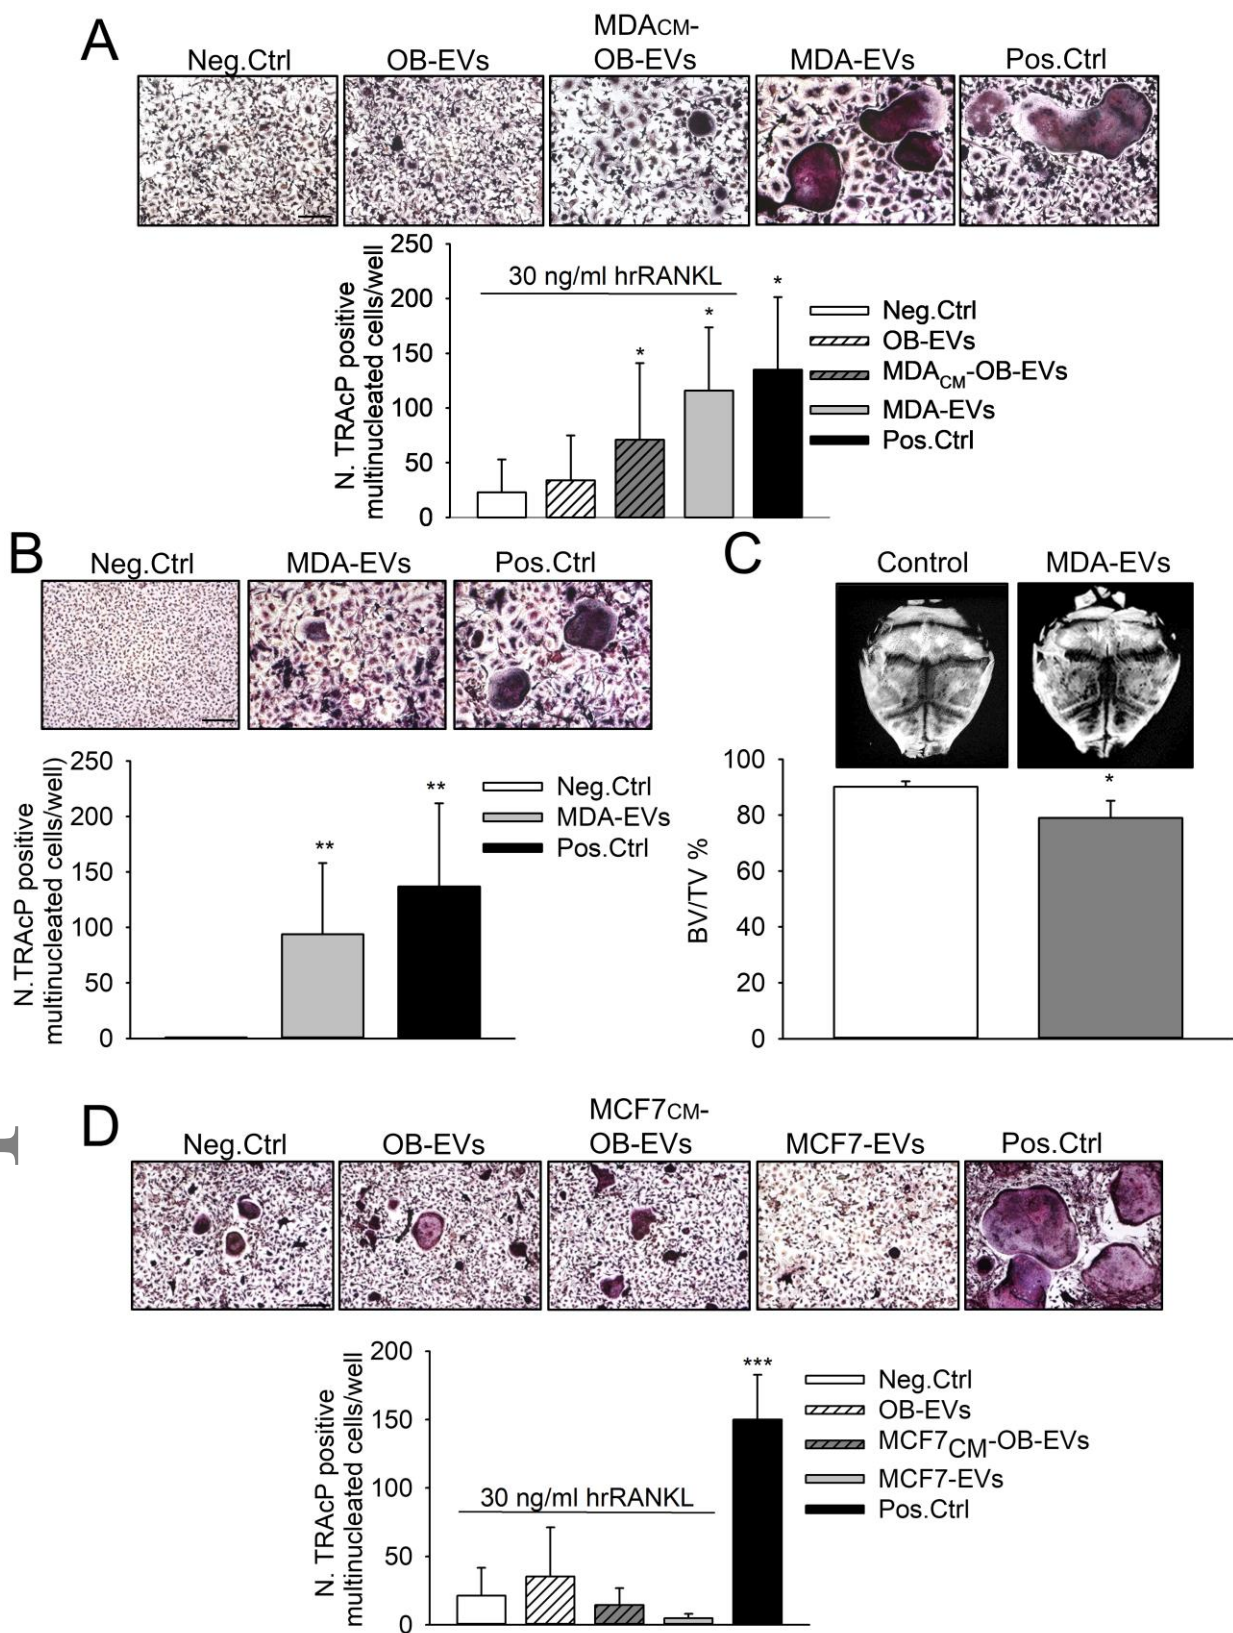 A
Neg.Ctrl
OB-EVs
MDACM-
OB-EVs
MDA-EVs
Pos.Ctrl
N. TRAcP positive
multinucleated cells/well
250
200
150
100
50
0
30 ng/ml hrRANKL
*
*
*
Neg.Ctrl
OB-EVs
MDACM-OB-EVs
MDA-EVs
Pos.Ctrl
B
Neg.Ctrl
MDA-EVs
Pos.Ctrl
N.TRAcP positive
multinucleated cells/well)
250
200
150
100
50
0
**
**
Neg.Ctrl
MDA-EVs
Pos.Ctrl
C
Control
MDA-EVs
BV/TV %
100
80
60
40
20
0
*
D
Neg.Ctrl
OB-EVs
MCF7CM-
OB-EVs
MCF7-EVs
Pos.Ctrl
N. TRAcP positive
multinucleated cells/well
200
150
100
50
0
30 ng/ml hrRANKL
***
Neg.Ctrl
OB-EVs
MCF7CM-OB-EVs
MCF7-EVs
Pos.Ctrl